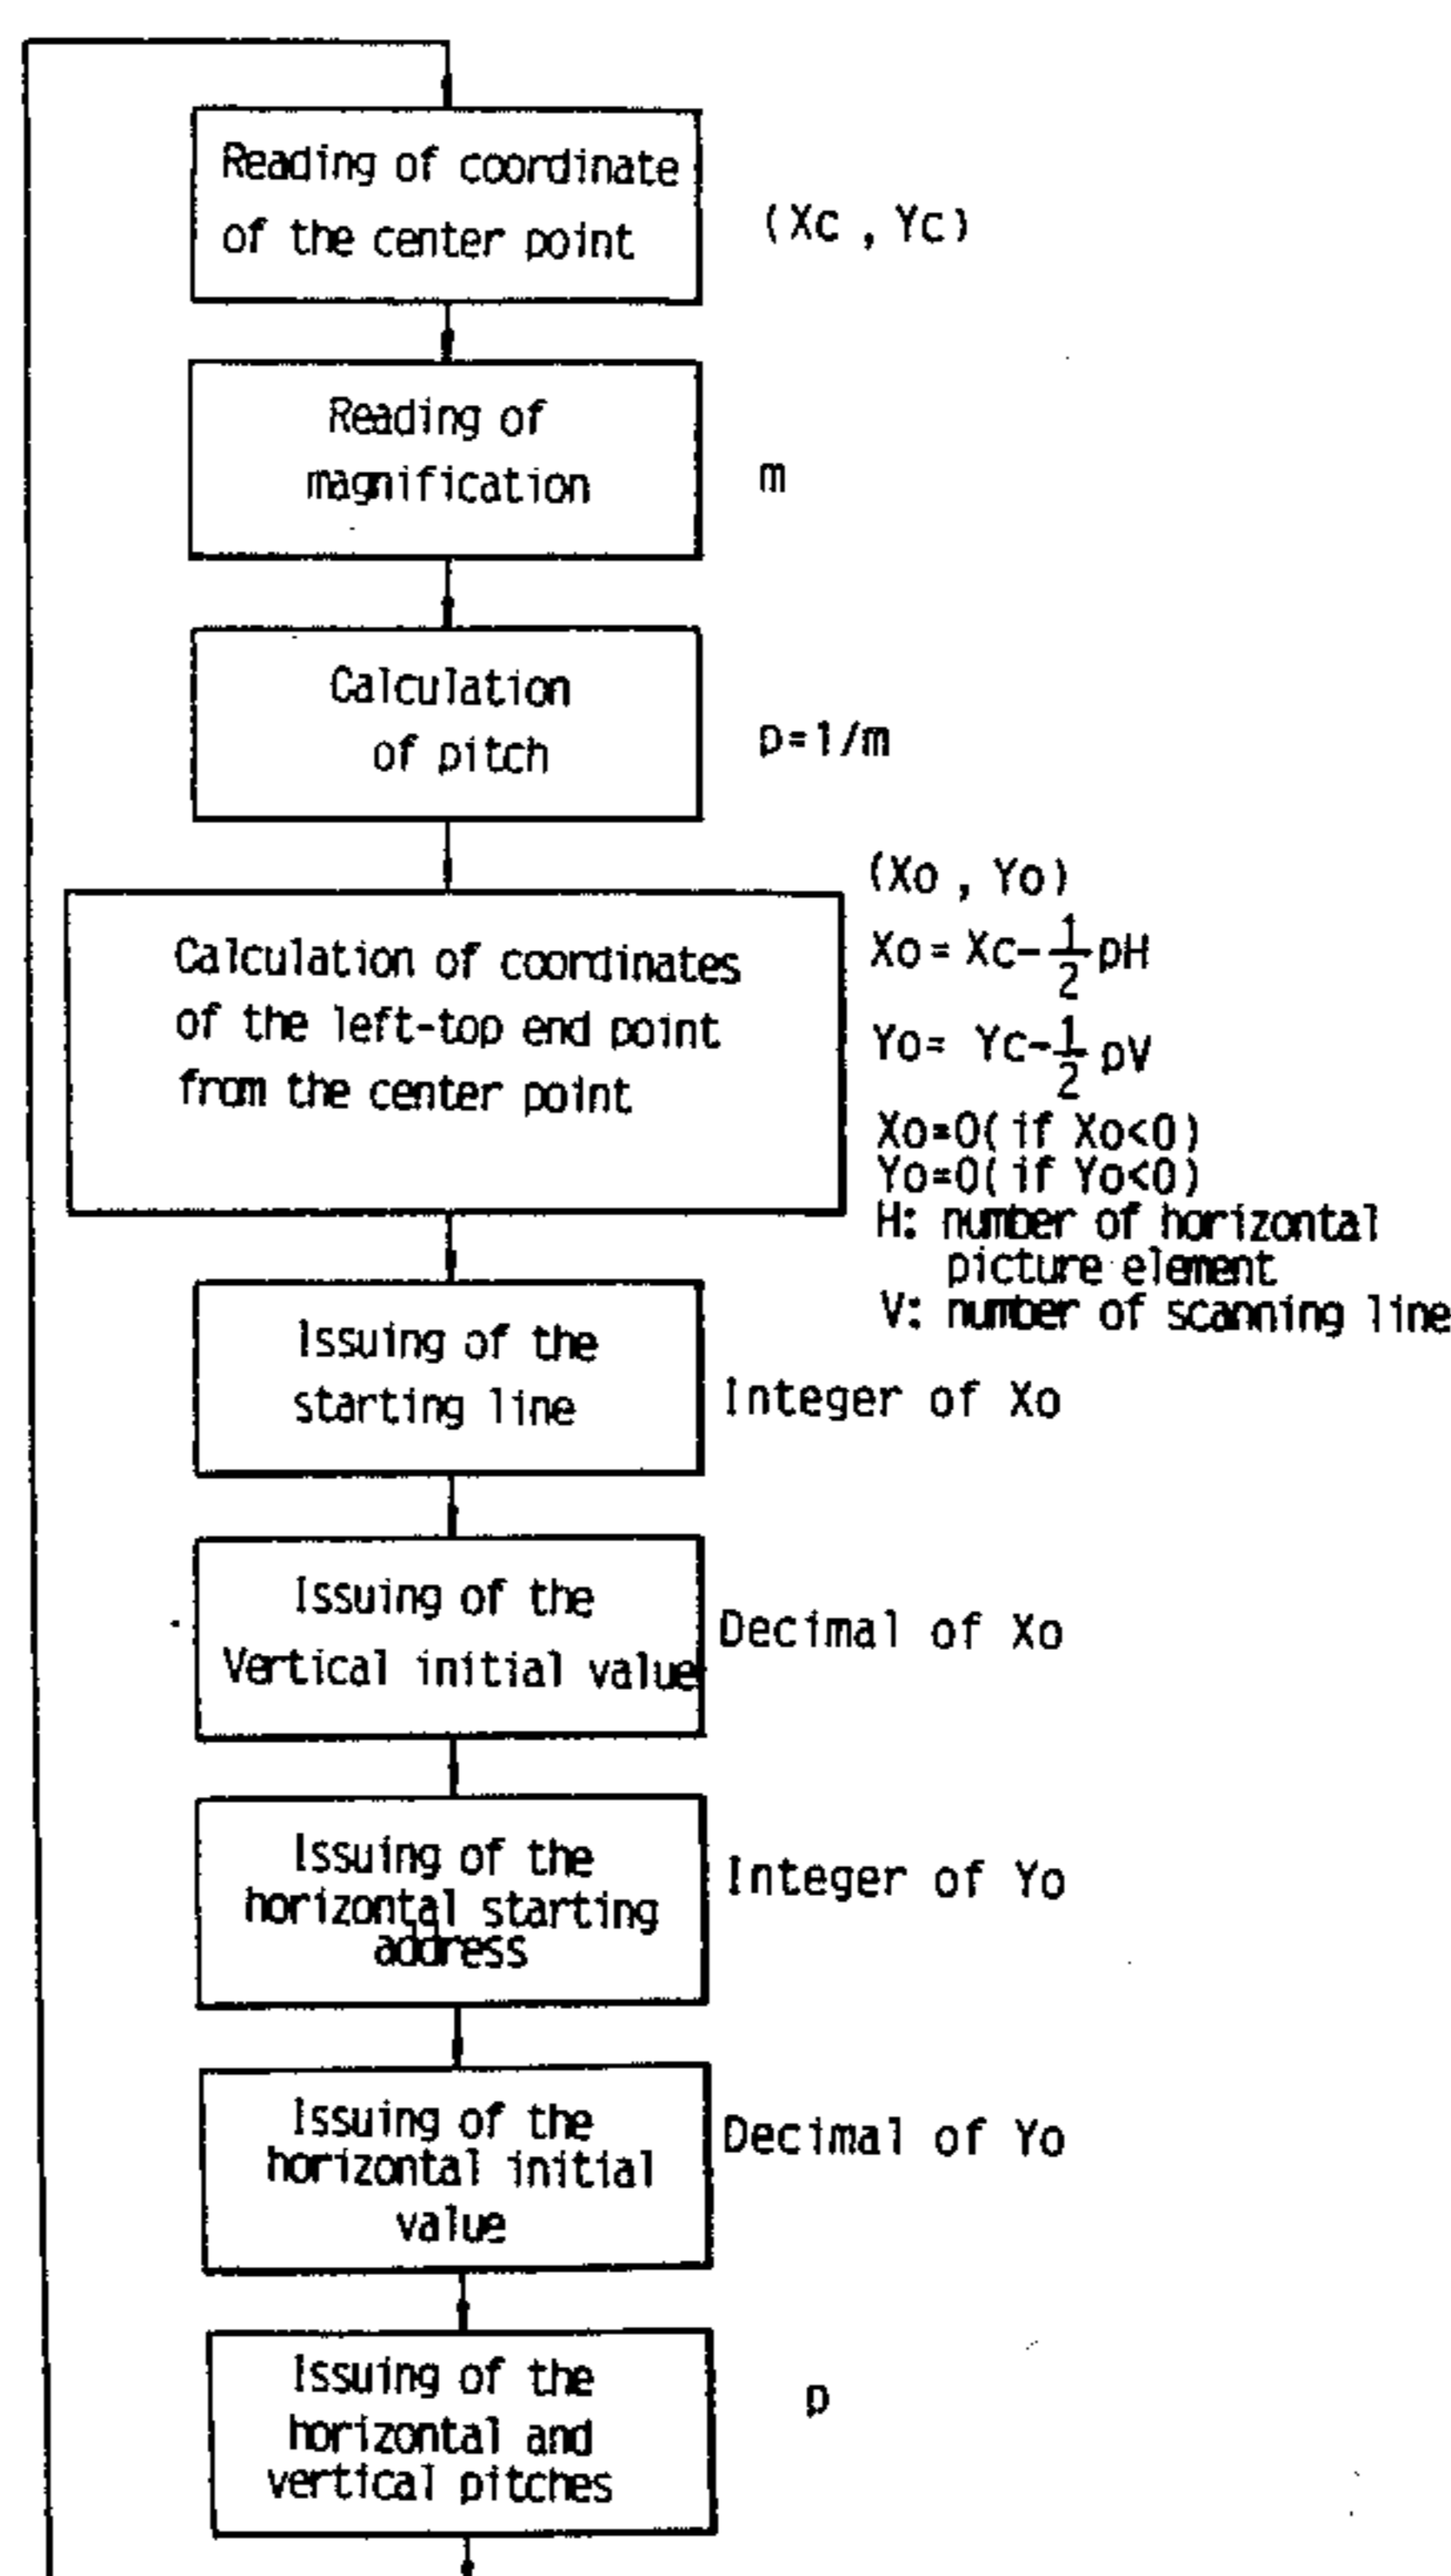 Reading of coordinate
of the center point
(Xc , Yc)
Reading of
magnification
m
Calculation
of pitch
p=1/m
Calculation of coordinates
of the left-top end point
from the center point
(Xo , Yo)
Xo = Xc-1/2 pH
Yo= Yc-1/2 pV
Xo=0(if Xo<0)
Yo=0(if Yo<0)
H: number of horizontal
picture element
V: number of scanning line
Issuing of the
starting line
Integer of Xo
Issuing of the
Vertical initial value
Decimal of Xo
Issuing of the
horizontal starting
address
Integer of Yo
Issuing of the
horizontal initial
value
Decimal of Yo
Issuing of the
horizontal and
vertical pitches
p